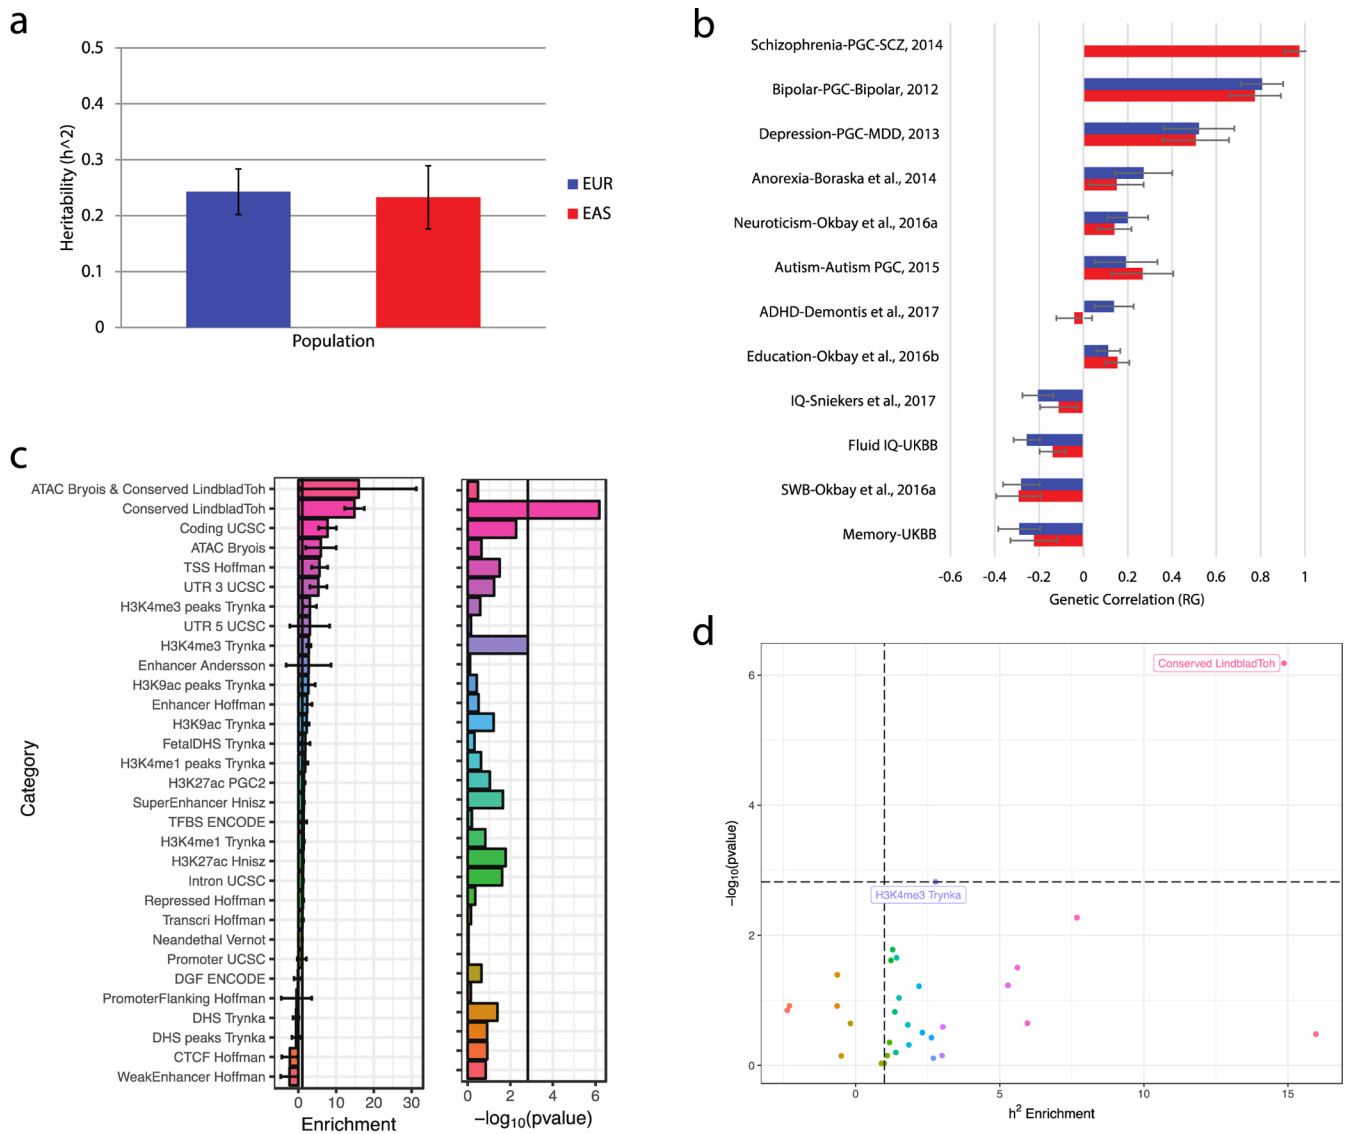 a
0.5
0.4
0.3
0.2
0.1
0
Heritability (h^2)
Population
EUR
EAS
b
Schizophrenia-PGC-SCZ, 2014
Bipolar-PGC-Bipolar, 2012
Depression-PGC-MDD, 2013
Anorexia-Boraska et al., 2014
Neuroticism-Okbay et al., 2016a
Autism-Autism PGC, 2015
ADHD-Demontis et al., 2017
Education-Okbay et al., 2016b
IQ-Sniekers et al., 2017
Fluid IQ-UKBB
SWB-Okbay et al., 2016a
Memory-UKBB
-0.6 -0.4 -0.2 0 0.2 0.4 0.6 0.8 1
Genetic Correlation (RG)
c
Category
ATAC Bryois & Conserved LindbladToh
Conserved LindbladToh
Coding UCSC
ATAC Bryois
TSS Hoffman
UTR 3 UCSC
H3K4me3 peaks Trynka
UTR 5 UCSC
H3K4me3 Trynka
Enhancer Andersson
H3K9ac peaks Trynka
Enhancer Hoffman
H3K9ac Trynka
FetalDHS Trynka
H3K4me1 peaks Trynka
H3K27ac PGC2
SuperEnhancer Hnisz
TFBS ENCODE
H3K4me1 Trynka
H3K27ac Hnisz
Intron UCSC
Repressed Hoffman
Transcri Hoffman
Neandethal Vernot
Promoter UCSC
DGF ENCODE
PromoterFlanking Hoffman
DHS Trynka
DHS peaks Trynka
CTCF Hoffman
WeakEnhancer Hoffman
0 10 20 30
Enrichment
0 2 4 6
−log₁₀(pvalue)
d
Conserved LindbladToh
H3K4me3 Trynka
6
4
2
0
−log₁₀(pvalue)
0 5 10 15
h² Enrichment